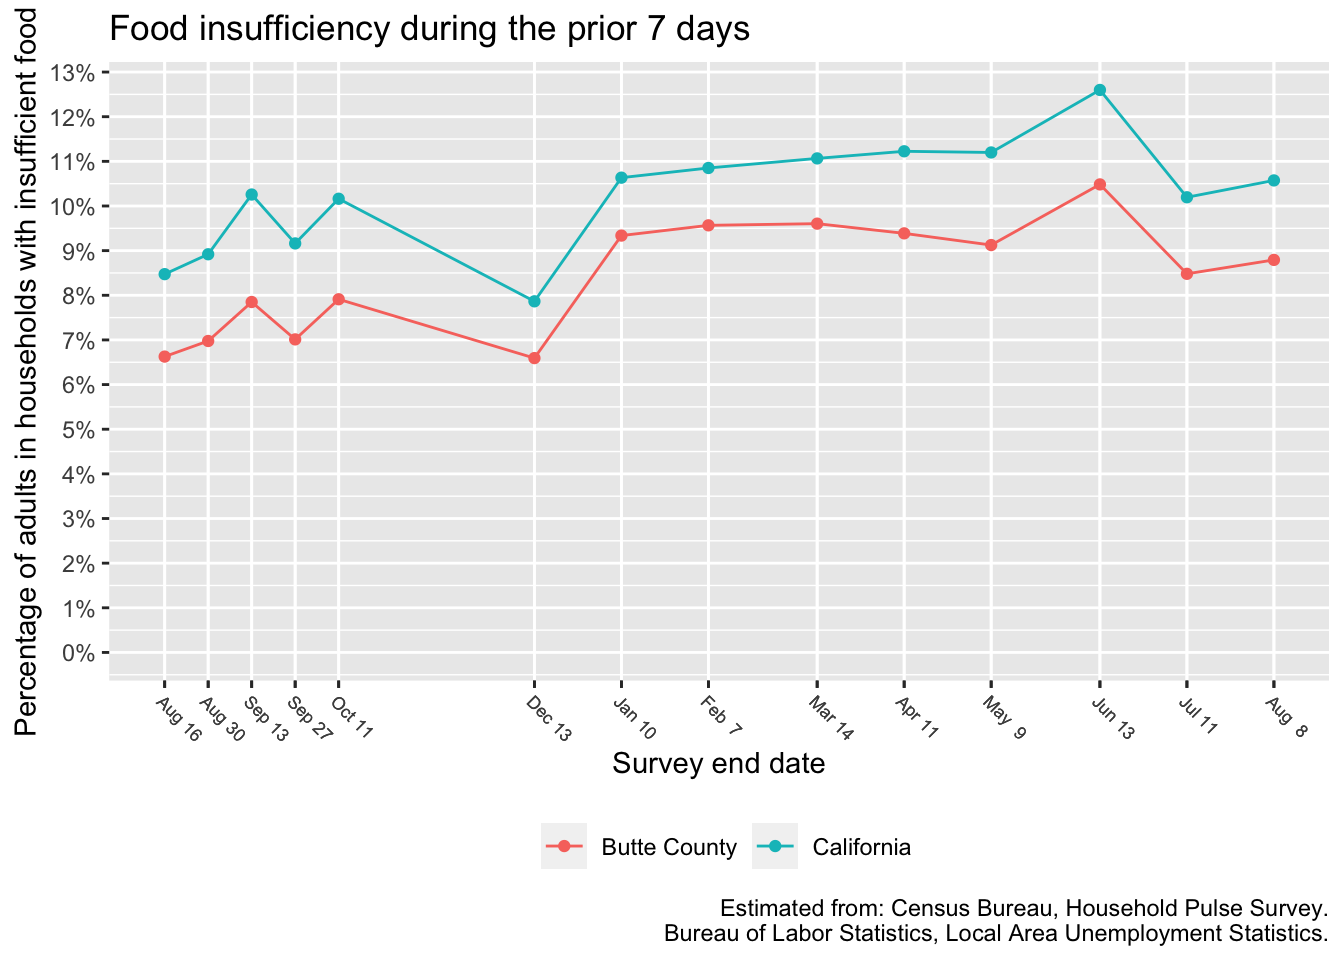 Food insufficiency during the prior 7 days
Percentage of adults in households with insufficient food
13%
12%
11%
10%
9%
8%
7%
6%
5%
4%
3%
2%
1%
0%
Aug 16
Aug 30
Sep 13
Sep 27
Oct 11
Dec 13
Jan 10
Feb 7
Mar 14
Apr 11
May 9
Jun 13
Jul 11
Aug 8
Survey end date
Butte County
California
Estimated from: Census Bureau, Household Pulse Survey.
Bureau of Labor Statistics, Local Area Unemployment Statistics.